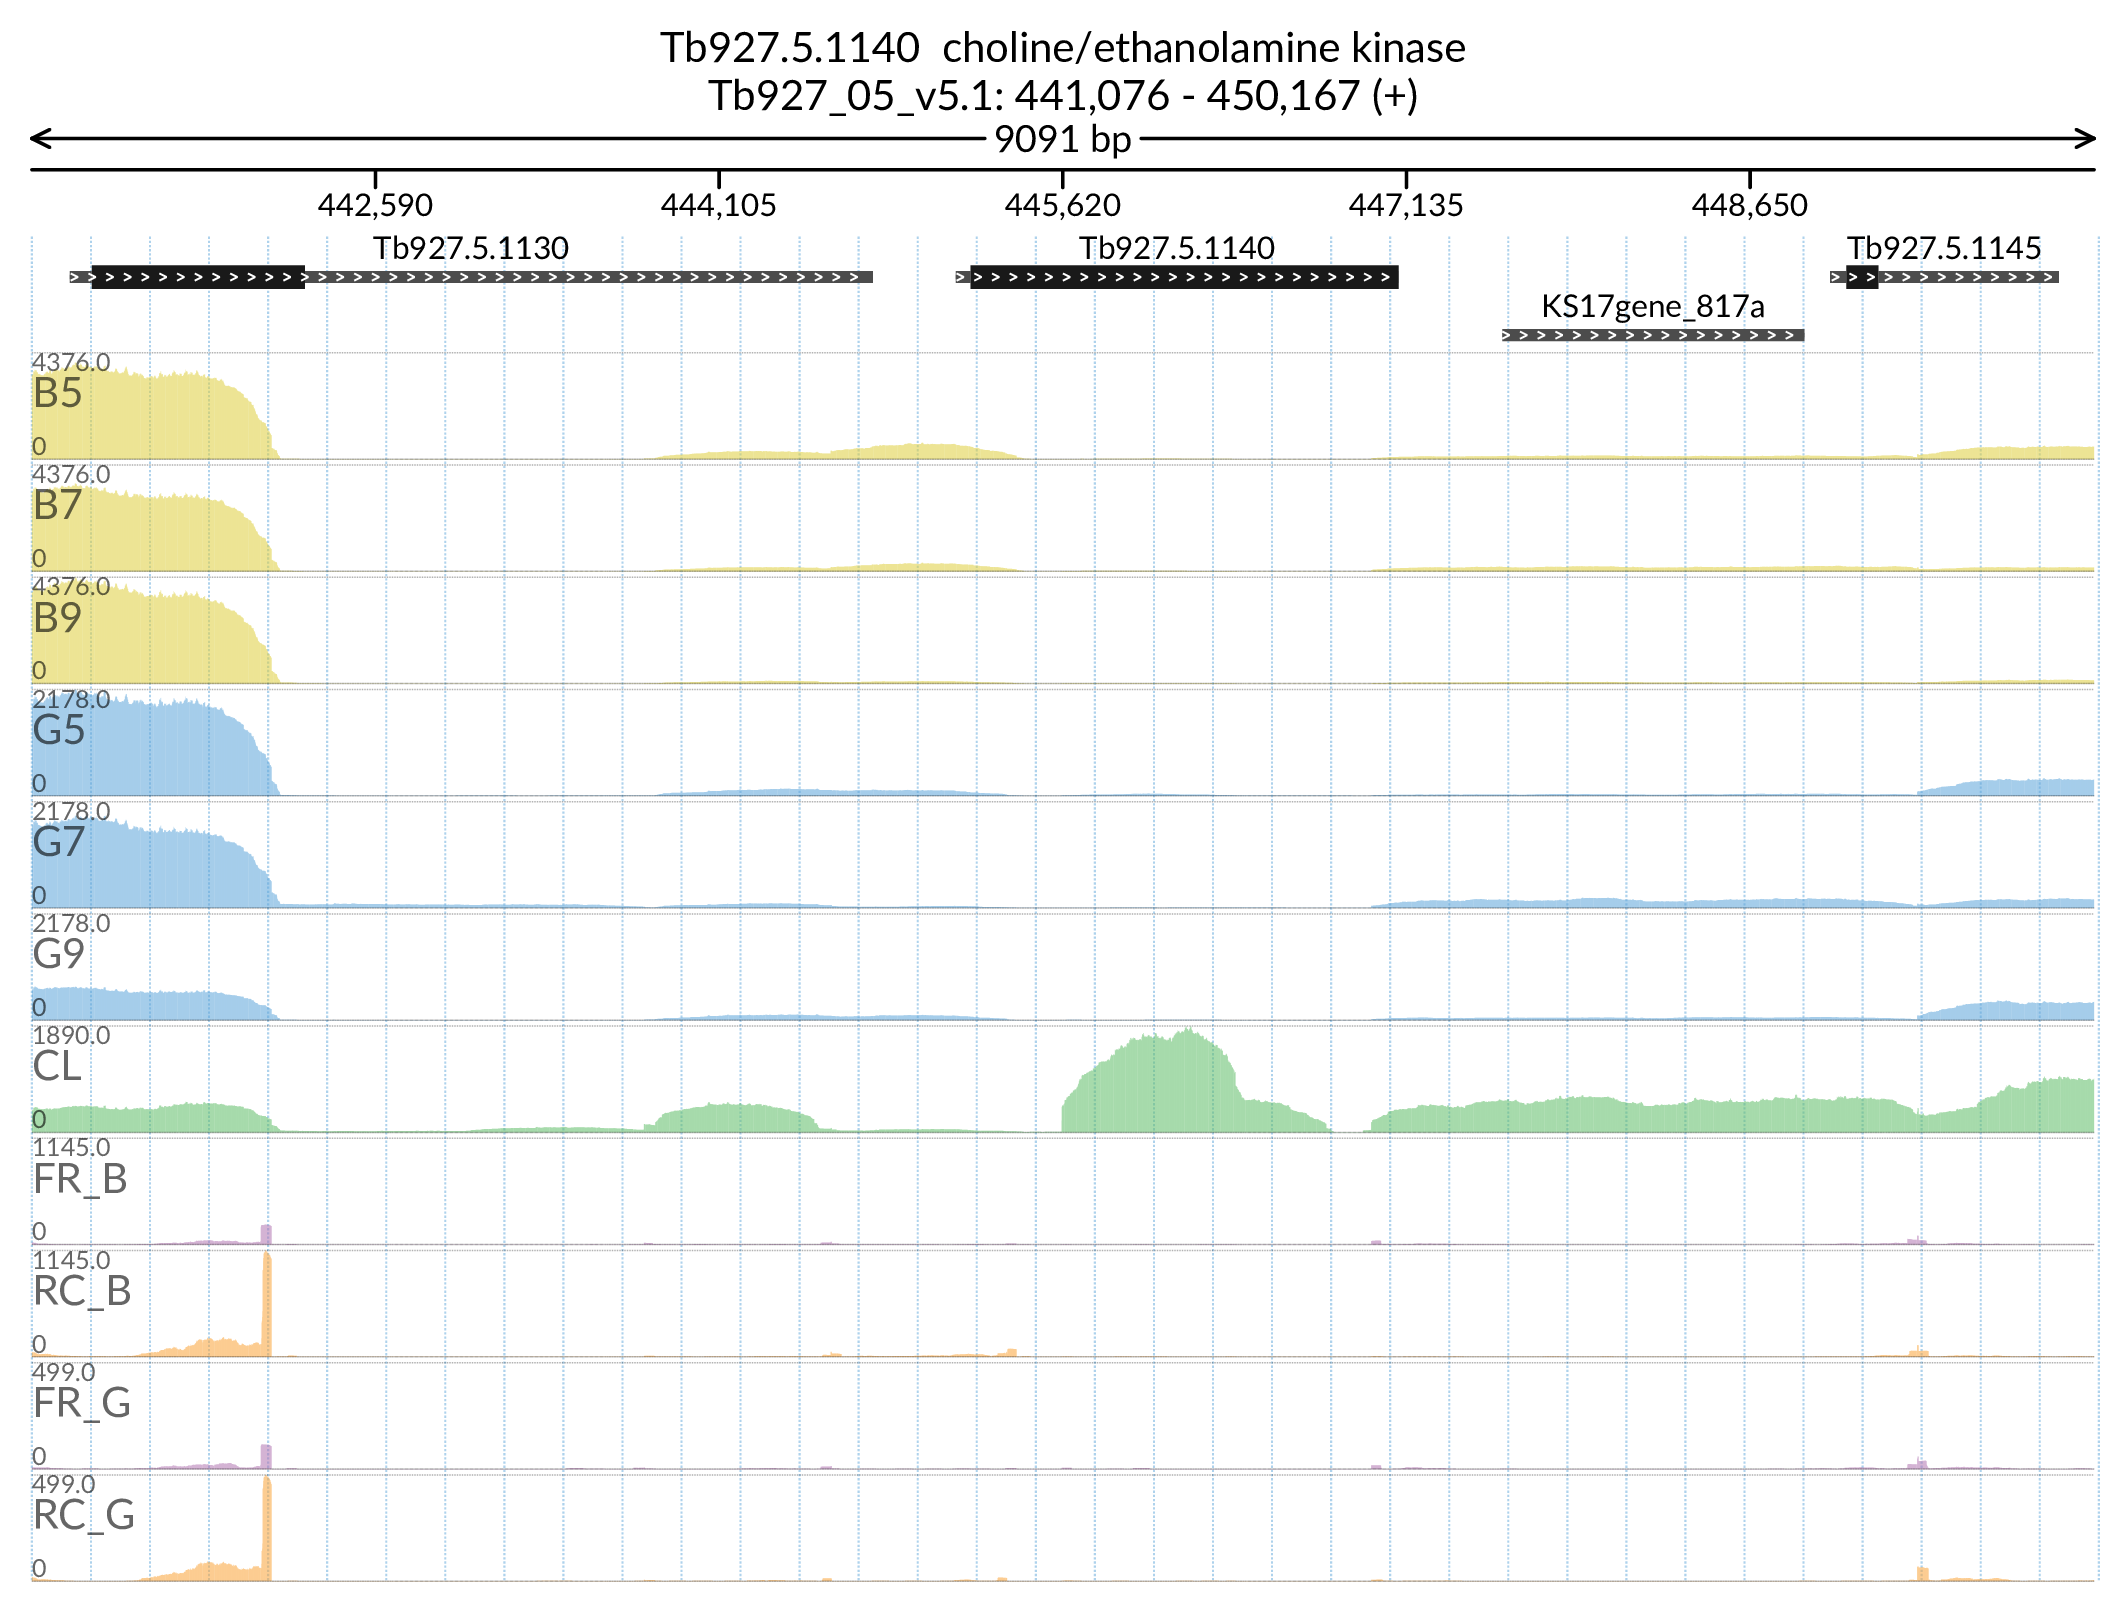 Tb927.5.1140 choline/ethanolamine kinase
Tb927_05_v5.1: 441,076 - 450,167 (+)
9091 bp
442,590 444,105 445,620 447,135 448,650
Tb927.5.1130 Tb927.5.1140 Tb927.5.1145
KS17gene_817a
4376.0
B5
0
4376.0
B7
0
4376.0
B9
0
2178.0
G5
0
2178.0
G7
0
2178.0
G9
0
1890.0
CL
0
1145.0
FR_B
0
1145.0
RC_B
0
499.0
FR_G
0
499.0
RC_G
0